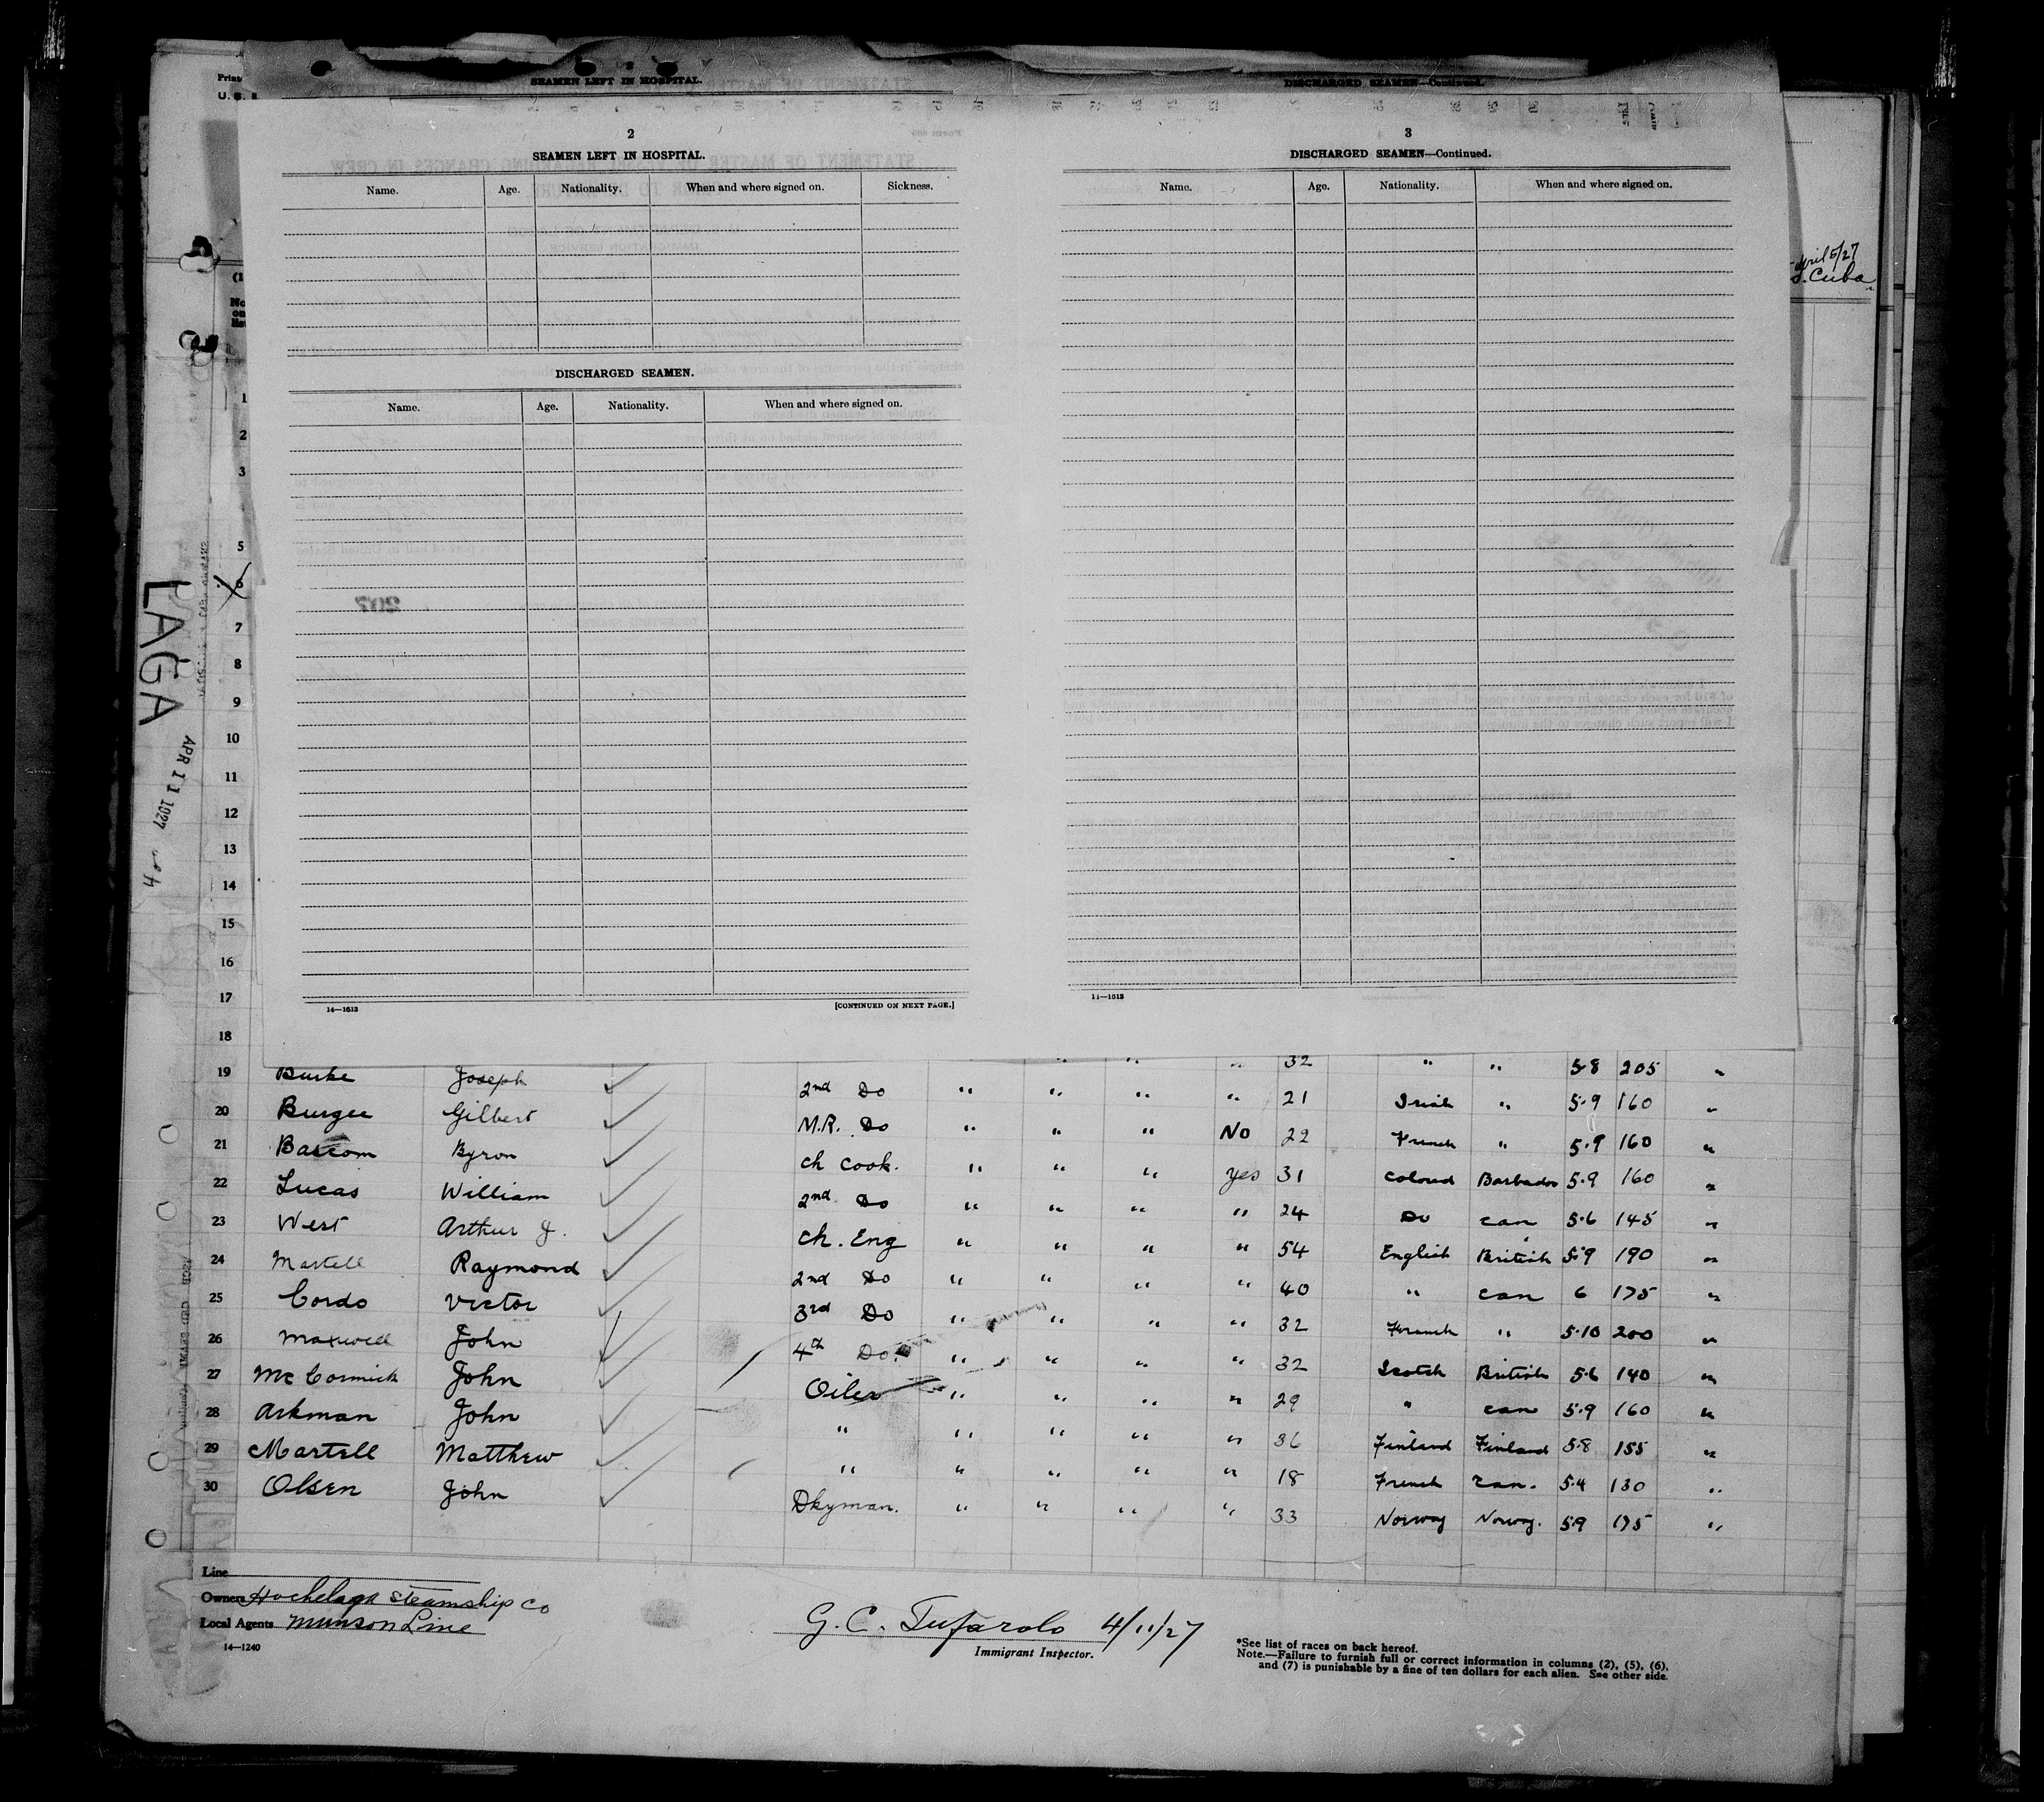 SEAMEN LEFT IN HOSPITAL.
DISCHARGED SEAMEN—Continued.
U. S.
2
SEAMEN LEFT IN HOSPITAL.
Name. Age. Nationality. When and where signed on. Sickness.
DISCHARGED SEAMEN.
Name. Age. Nationality. When and where signed on.
207
14—1613
[CONTINUED ON NEXT PAGE.]
3
DISCHARGED SEAMEN—Continued.
Name. Age. Nationality. When and where signed on.
14—1613
April 5/27
Cuba
LAGA
APR 11 1927
1
2
3
5
6
7
8
9
10
11
12
13
14
15
16
17
18
" " " 32 " " 5·8 205 "
19 Burke Joseph 2nd Do " " " " 21 Irish " 5·9 160 "
20 Burgee Gilbert M.R. Do " " " No 22 French " 5·9 160 "
21 Bascom Byron ch cook. " " " yes 31 Colored Barbados 5·9 160 "
22 Lucas William 2nd Do " " " " 24 Do can 5·6 145 "
23 West Arthur J. ch. Eng " " " " 54 English British 5·9 190 "
24 Martell Raymond 2nd Do " " " " 40 " can 6 175 "
25 Cordo Victor 3rd Do " " " " 32 French " 5·10 200 "
26 Maxwell John 4th Do. " " " " 32 Scotch British 5·6 140 "
27 McCormick John Oiler " " " " 29 " can 5·9 160 "
28 Arkman John " " " " " 36 Finland Finland 5·8 155 "
29 Martell Matthew " " " " " 18 French can. 5·4 130 "
30 Olsen John Dkyman. " " " " 33 Norway Norway. 5·9 175 "
Line
Owners Hochelaga Steamship Co
Local Agents Munson Line
14—1240
G. C. Tufarolo 4/11/27
Immigrant Inspector.
*See list of races on back hereof.
Note.—Failure to furnish full or correct information in columns (2), (5), (6),
and (7) is punishable by a fine of ten dollars for each alien. See other side.